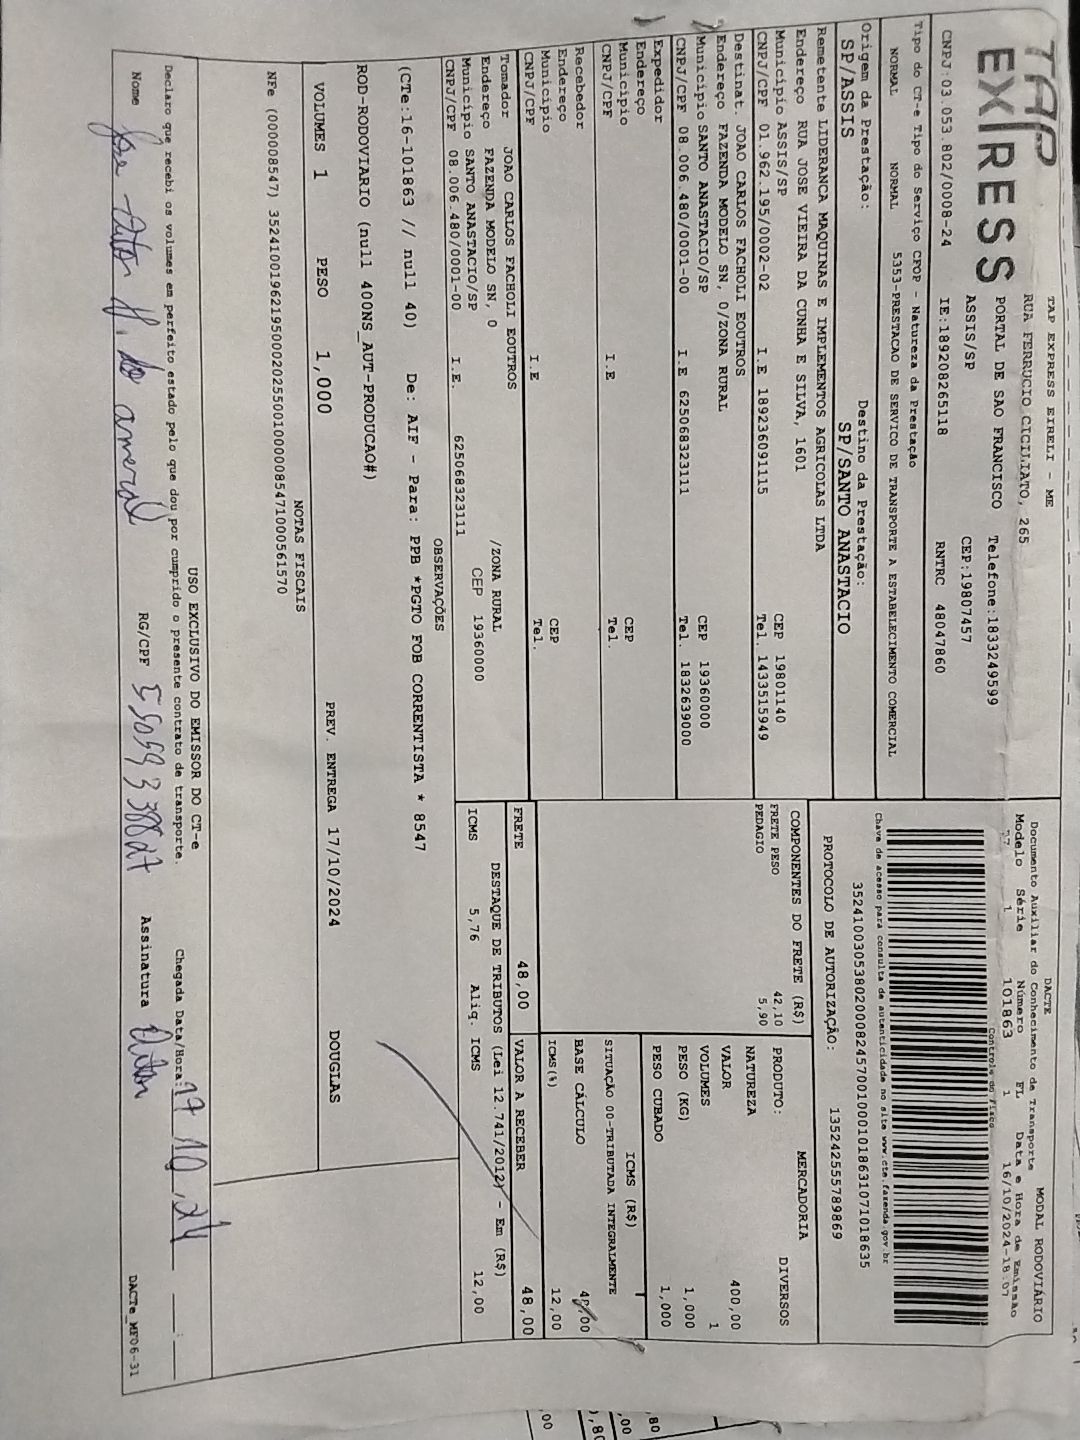 TAP
EXPRESS
TAP EXPRESS EIRELI - ME
RUA FERRUCIO CICILIATO, 265
PORTAL DE SAO FRANCISCO Telefone:1833249599
ASSIS/SP CEP:19807457
CNPJ:03.053.802/0008-24 IE:189208265118 RNTRC 48047860
DACTE MODAL RODOVIÁRIO
Documento Auxiliar do Conhecimento de Transporte
Modelo Série Número FL Data e Hora de Emissão
57 1 101863 1 16/10/2024-18:07
Controle do Fisco
Chave de acesso para consulta de autenticidade no site www.cte.fazenda.gov.br
35241003053802000824570010001018631071018635
PROTOCOLO DE AUTORIZAÇÃO: 135242555789869
Tipo do CT-e Tipo do Serviço CFOP - Natureza da Prestação
NORMAL NORMAL 5353-PRESTACAO DE SERVICO DE TRANSPORTE A ESTABELECIMENTO COMERCIAL
Origem da Prestação: Destino da Prestação:
SP/ASSIS SP/SANTO ANASTACIO
Remetente LIDERANCA MAQUINAS E IMPLEMENTOS AGRICOLAS LTDA
Endereço RUA JOSE VIEIRA DA CUNHA E SILVA, 1601
Município ASSIS/SP CEP 19801140
CNPJ/CPF 01.962.195/0002-02 I.E 189236091115 Tel. 1433515949
Destinat. JOAO CARLOS FACHOLI EOUTROS
Endereço FAZENDA MODELO SN, 0/ZONA RURAL
Município SANTO ANASTACIO/SP CEP 19360000
CNPJ/CPF 08.006.480/0001-00 I.E 625068323111 Tel. 1832639000
Expedidor
Endereço
Município CEP
CNPJ/CPF I.E Tel.
Recebedor
Endereço
Município CEP
CNPJ/CPF I.E Tel.
Tomador JOAO CARLOS FACHOLI EOUTROS
Endereço FAZENDA MODELO SN, 0 /ZONA RURAL
Município SANTO ANASTACIO/SP CEP 19360000
CNPJ/CPF 08.006.480/0001-00 I.E. 625068323111
COMPONENTES DO FRETE (R$)
FRETE PESO 42,10
PEDAGIO 5,90
PRODUTO: MERCADORIA
NATUREZA DIVERSOS
VALOR 400,00
VOLUMES 1
PESO (KG) 1,000
PESO CUBADO 1,000
ICMS (R$)
SITUAÇÃO 00-TRIBUTADA INTEGRALMENTE
BASE CÁLCULO 48,00
ICMS(%) 12,00
FRETE 48,00 VALOR A RECEBER 48,00
DESTAQUE DE TRIBUTOS (Lei 12.741/2012) - Em (R$)
ICMS 5,76 Aliq. ICMS 12,00
OBSERVAÇÕES
(CTe:16-101863 // null 40) De: AIF - Para: PPB *PGTO FOB CORRENTISTA * 8547
ROD-RODOVIARIO (null 400NS_AUT-PRODUCAO#)
VOLUMES 1 PESO 1,000 PREV. ENTREGA 17/10/2024 DOUGLAS
NOTAS FISCAIS
NFe (000008547) 35241001962195000202550010000085471000561570
USO EXCLUSIVO DO EMISSOR DO CT-e
Declaro que recebi os volumes em perfeito estado pelo que dou por cumprido o presente contrato de transporte. Chegada Data/Hora: 17 10 24
Nome RG/CPF Assinatura
DACTe_MF06-31